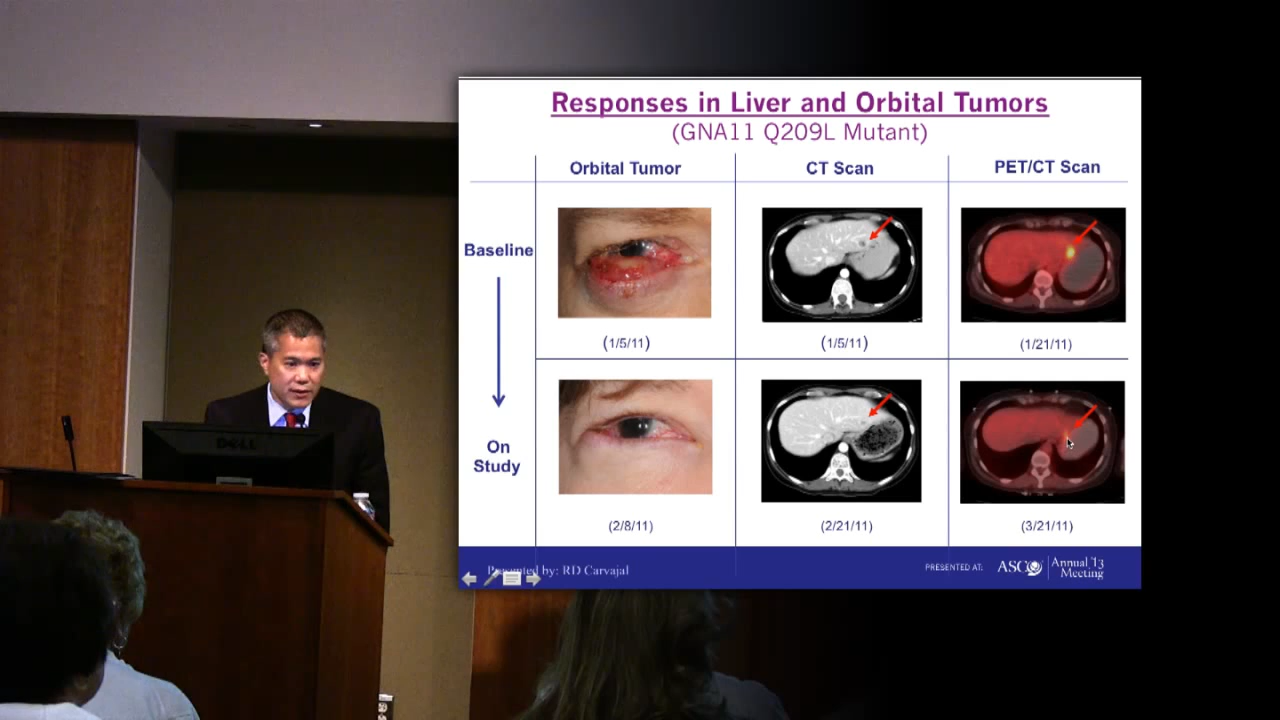 Responses in Liver and Orbital Tumors
(GNA11 Q209L Mutant)
Orbital Tumor
CT Scan
PET/CT Scan
Baseline
(1/5/11)
(1/5/11)
(1/21/11)
On
Study
(2/8/11)
(2/21/11)
(3/21/11)
Presented by: RD Carvajal
PRESENTED AT:
ASCO
Annual '13
Meeting
DELL